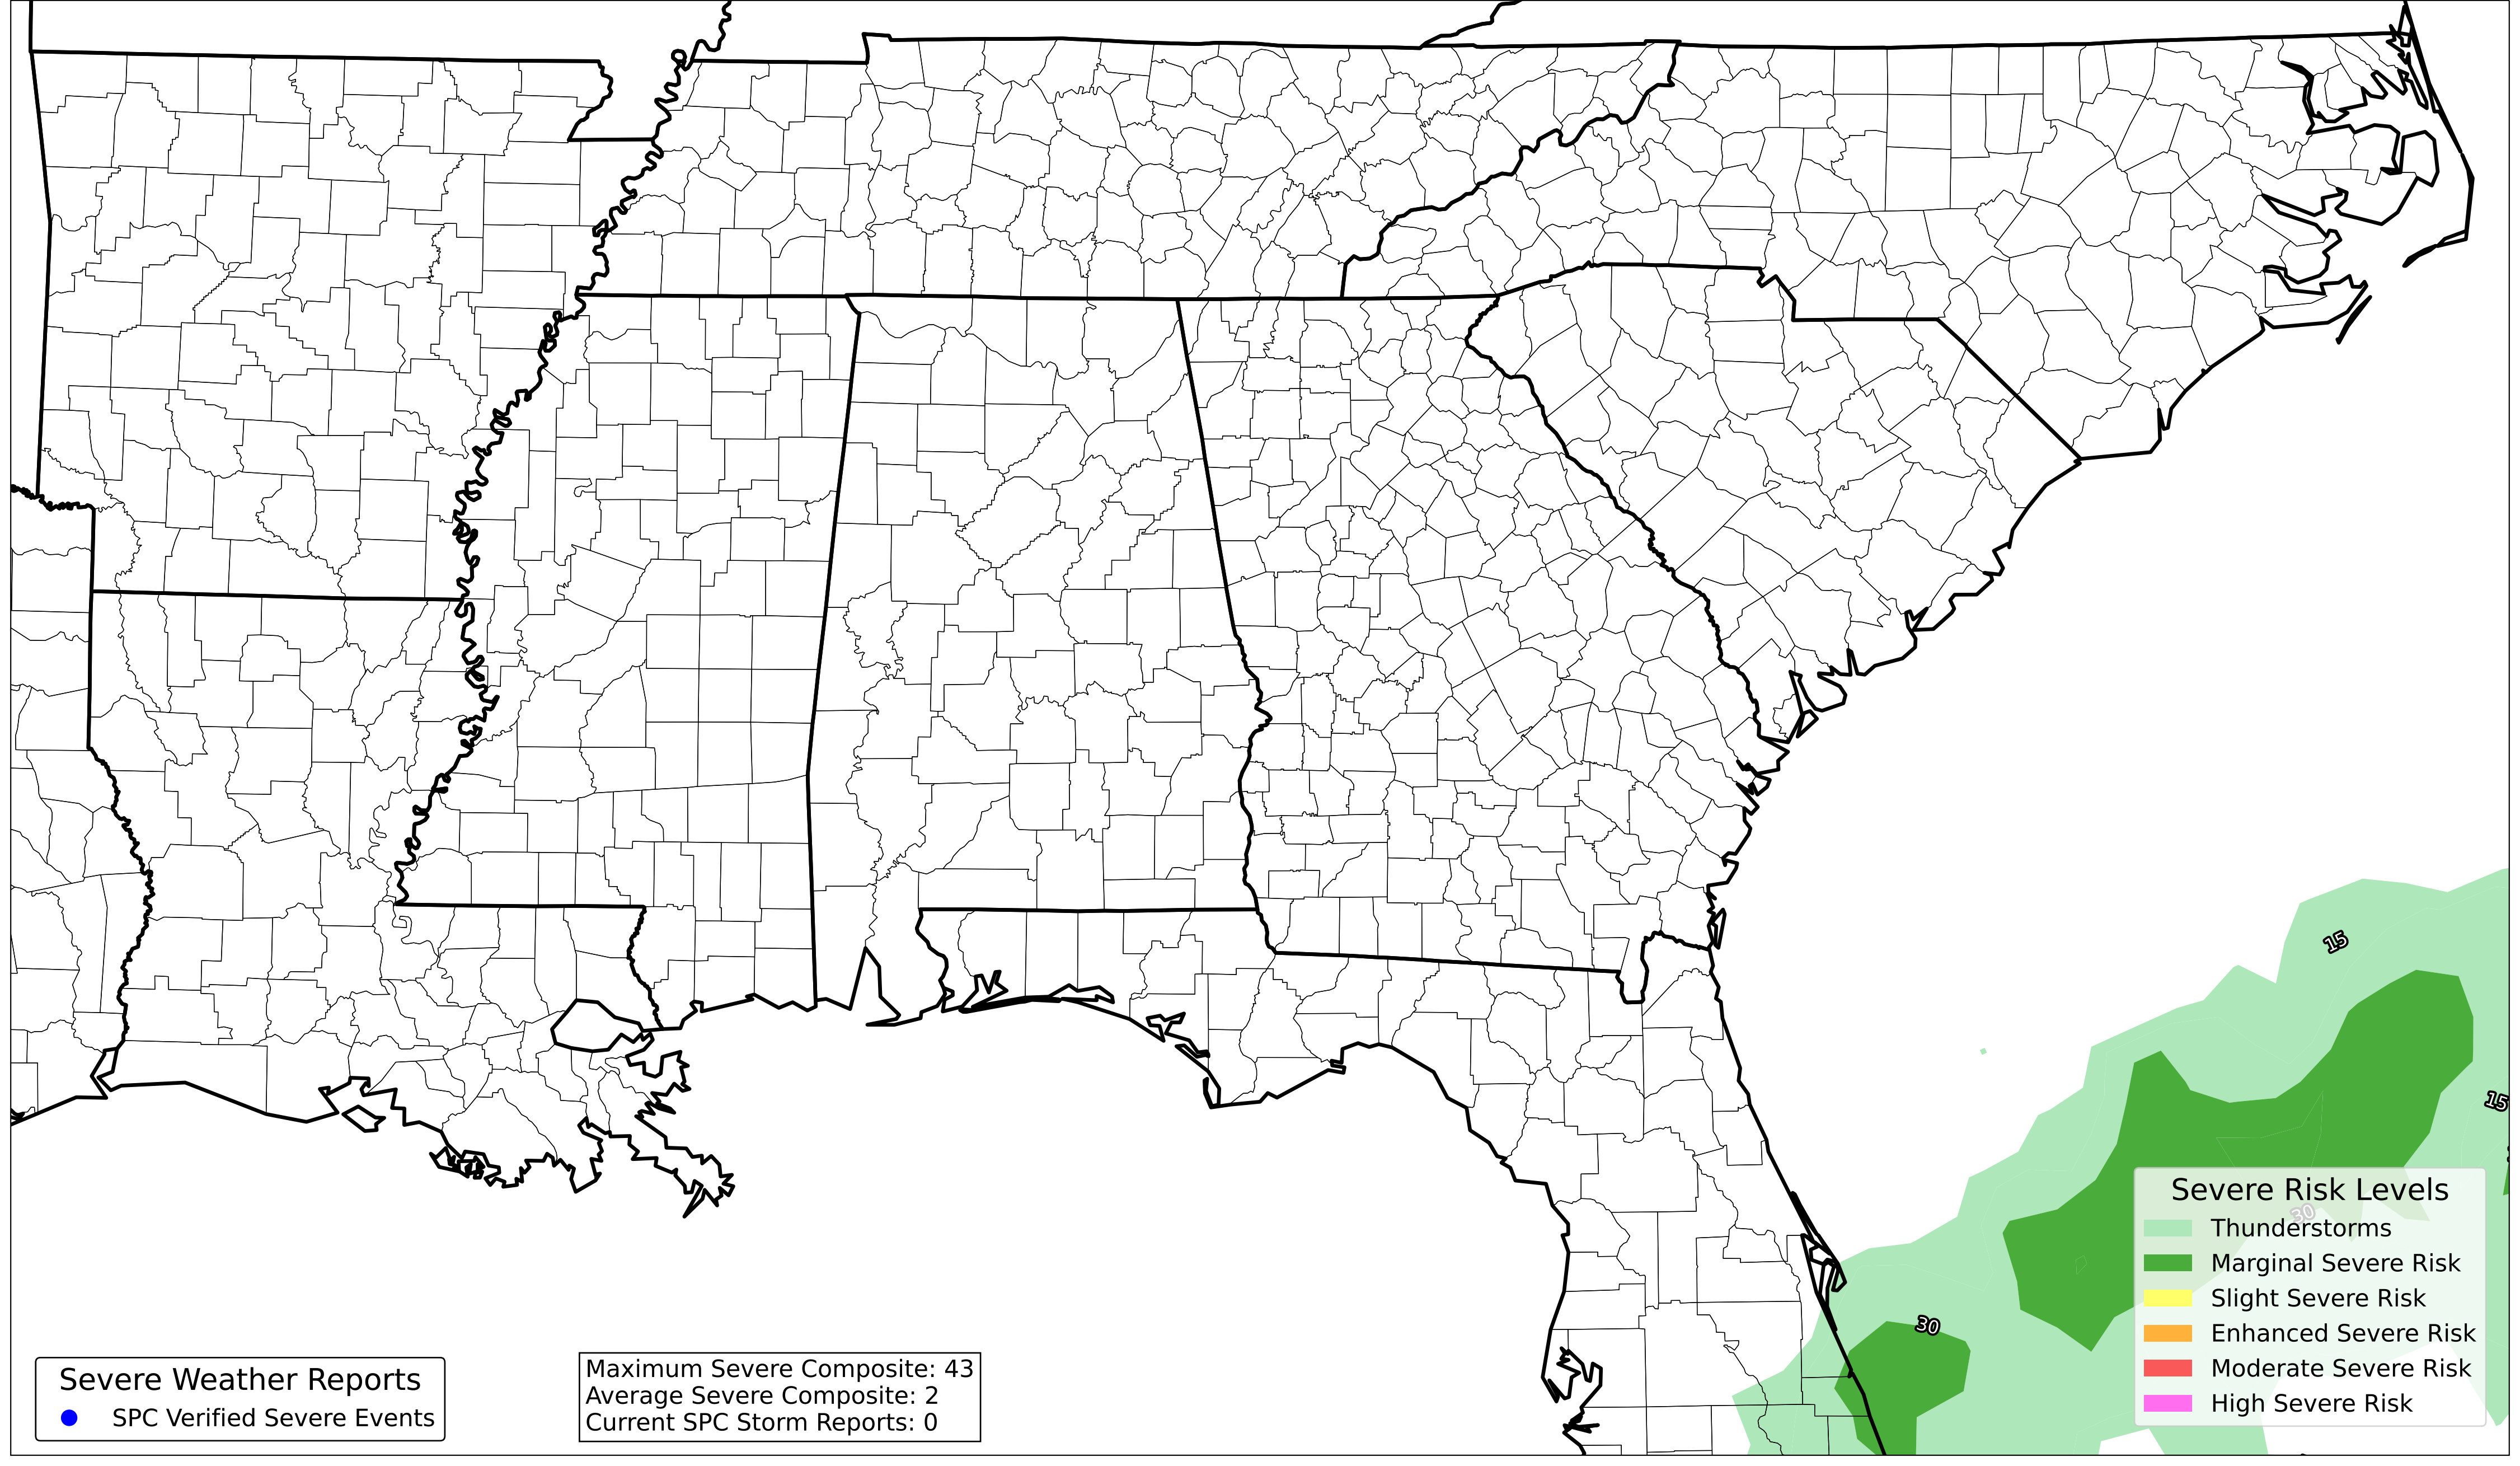 15
15
30
30
Severe Risk Levels
Thunderstorms
Marginal Severe Risk
Slight Severe Risk
Enhanced Severe Risk
Moderate Severe Risk
High Severe Risk
Severe Weather Reports
SPC Verified Severe Events
Maximum Severe Composite: 43
Average Severe Composite: 2
Current SPC Storm Reports: 0